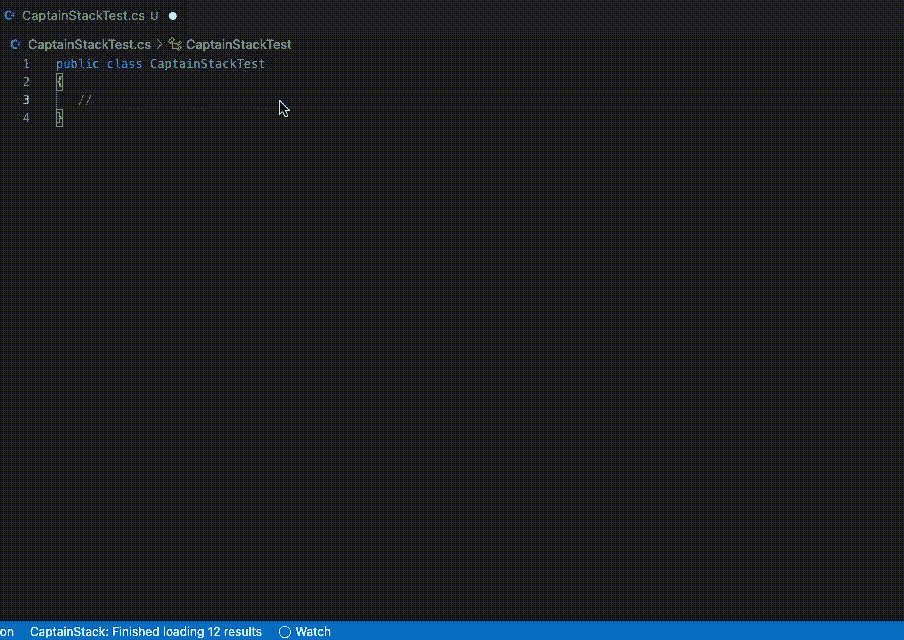 CaptainStackTest.cs U
CaptainStackTest.cs > CaptainStackTest
1 public class CaptainStackTest
2 {
3 //
4 }
on CaptainStack: Finished loading 12 results Watch